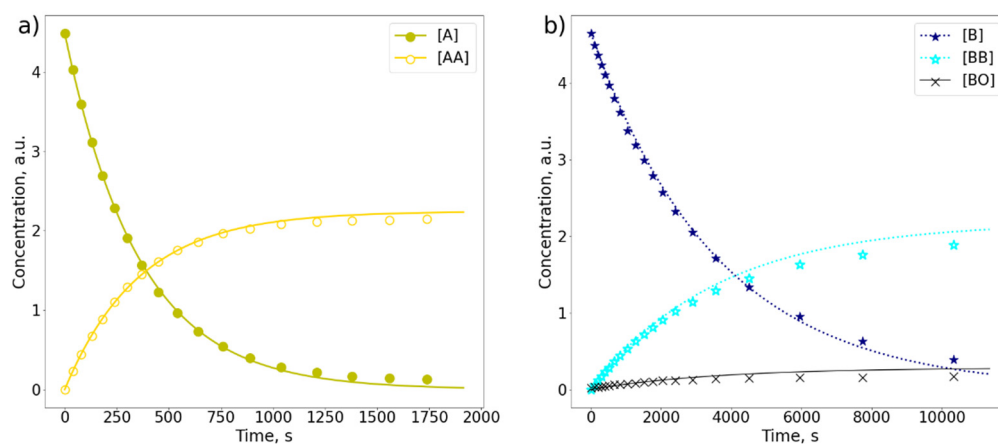 a)
[A]
[AA]
Concentration, a.u.
4
3
2
1
0
0 250 500 750 1000 1250 1500 1750 2000
Time, s
b)
[B]
[BB]
[BO]
Concentration, a.u.
4
3
2
1
0
0 2000 4000 6000 8000 10000
Time, s